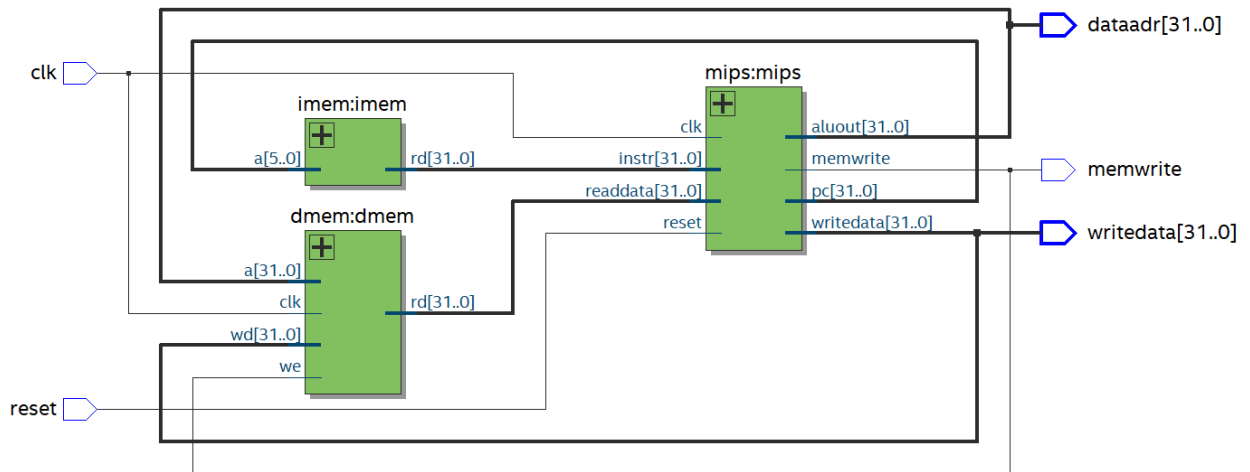 dataadr[31..0]
clk
mips:mips
imem:imem
clk
aluout[31..0]
a[5..0]
rd[31..0]
instr[31..0]
memwrite
memwrite
readdata[31..0]
pc[31..0]
dmem:dmem
reset
writedata[31..0]
writedata[31..0]
a[31..0]
clk
rd[31..0]
wd[31..0]
we
reset